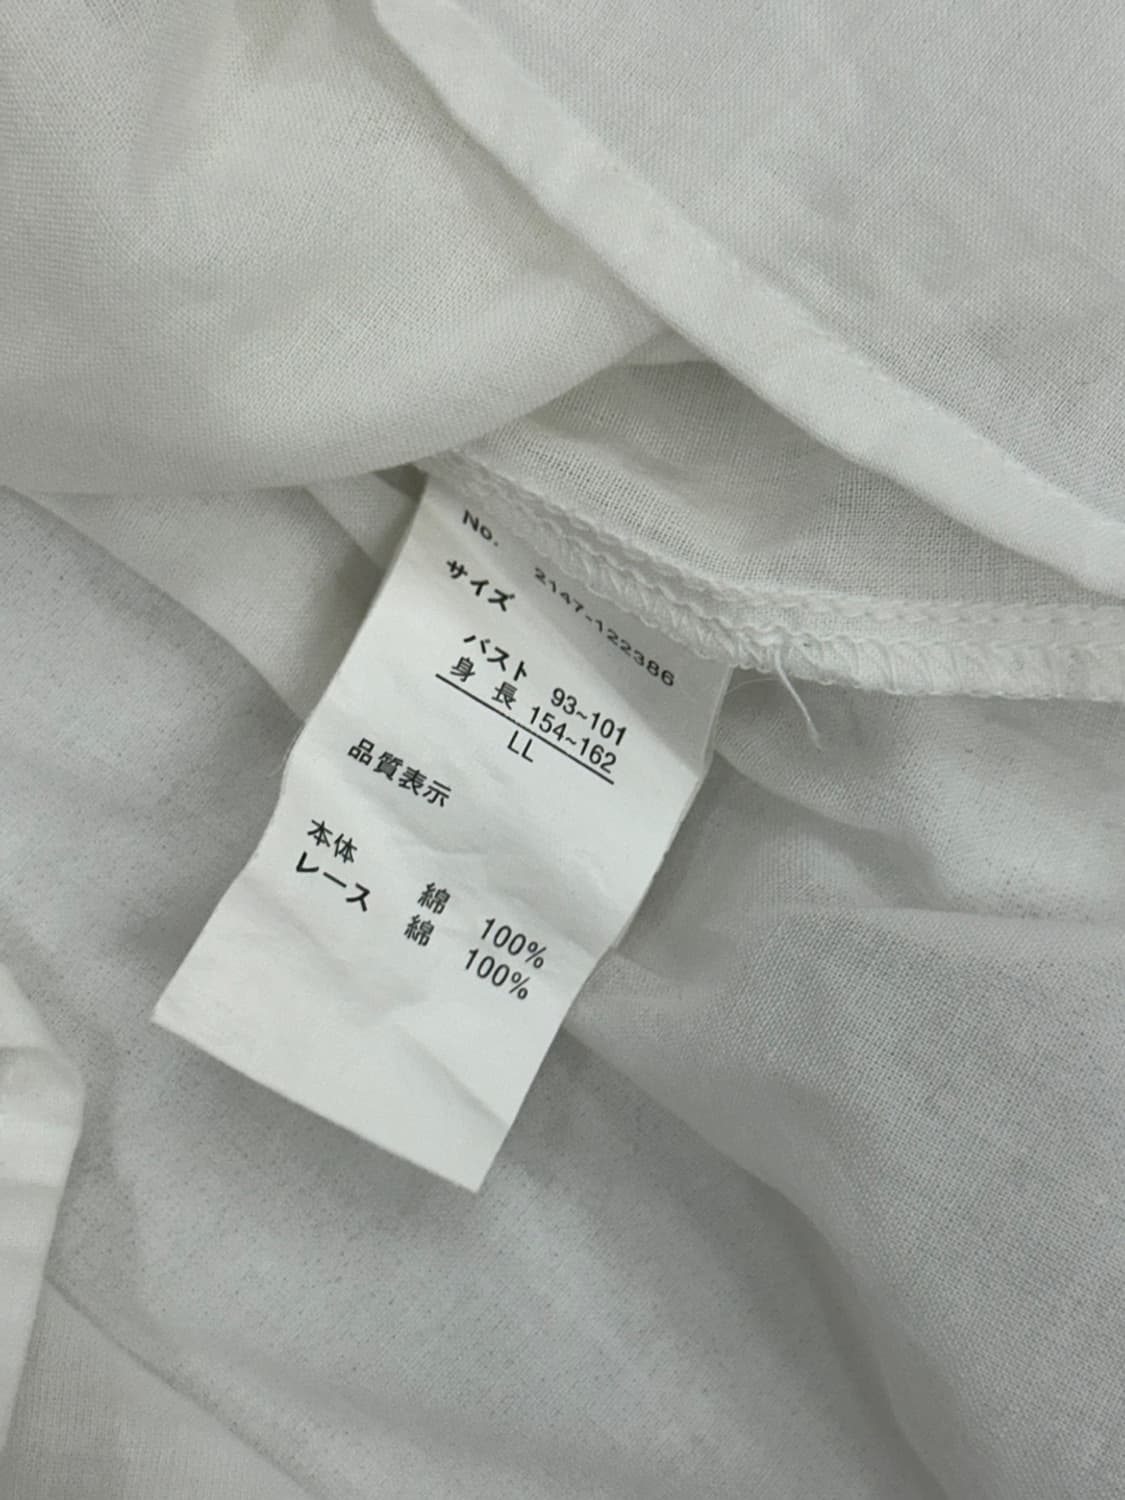 No. 2147-122386
サイズ
バスト 93~101
身長 154~162
LL
品質表示
本体 綿 100%
レース 綿 100%